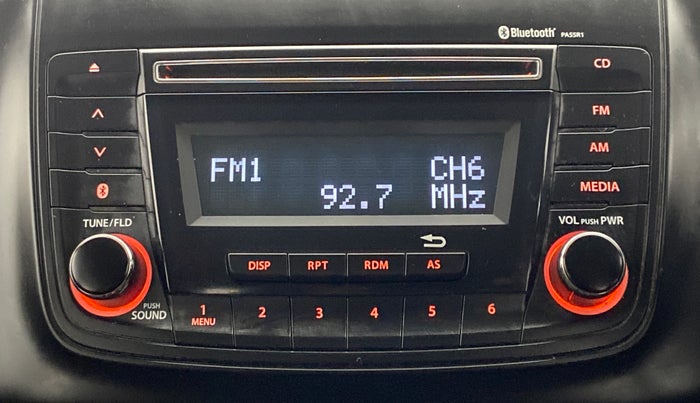 Bluetooth PA5SR1
CD
FM
AM
MEDIA
FM1 CH6
92.7 MHz
TUNE/FLD
VOL PUSH PWR
DISP RPT RDM AS
PUSH
SOUND
1 2 3 4 5 6
MENU